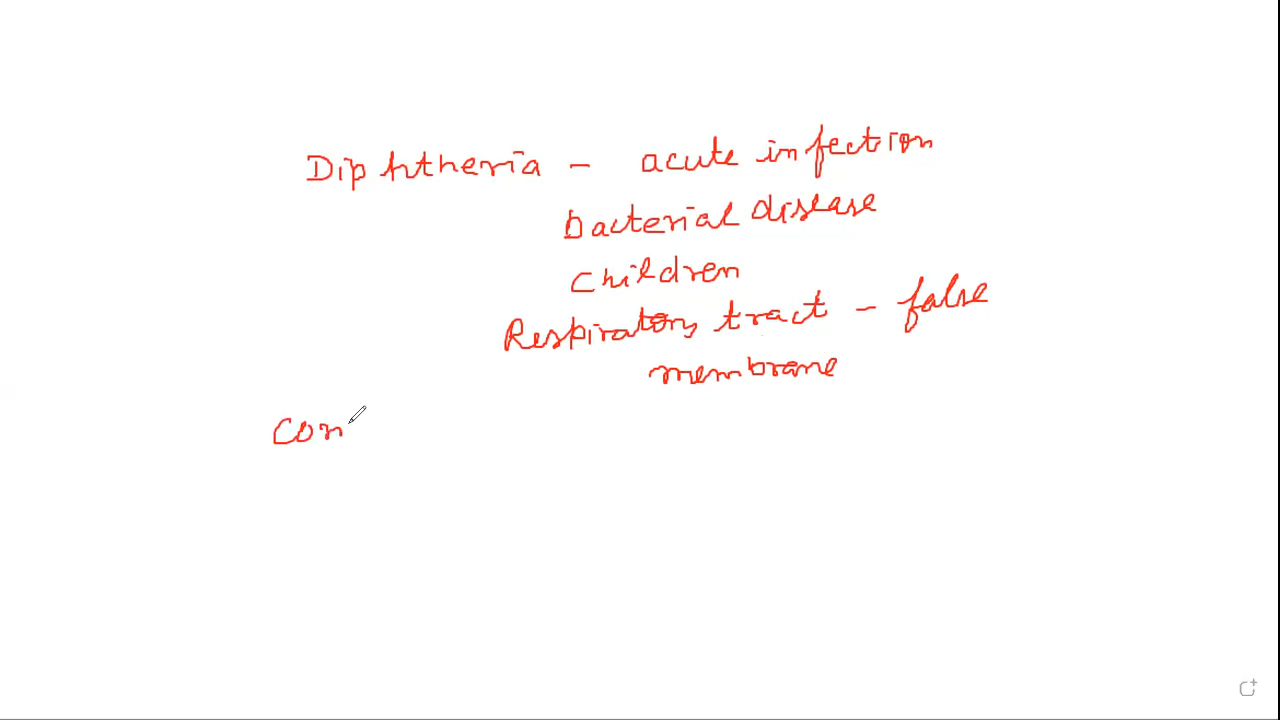 Diphtheria - acute infection
bacterial disease
children
Respiratory tract - false
membrane
con